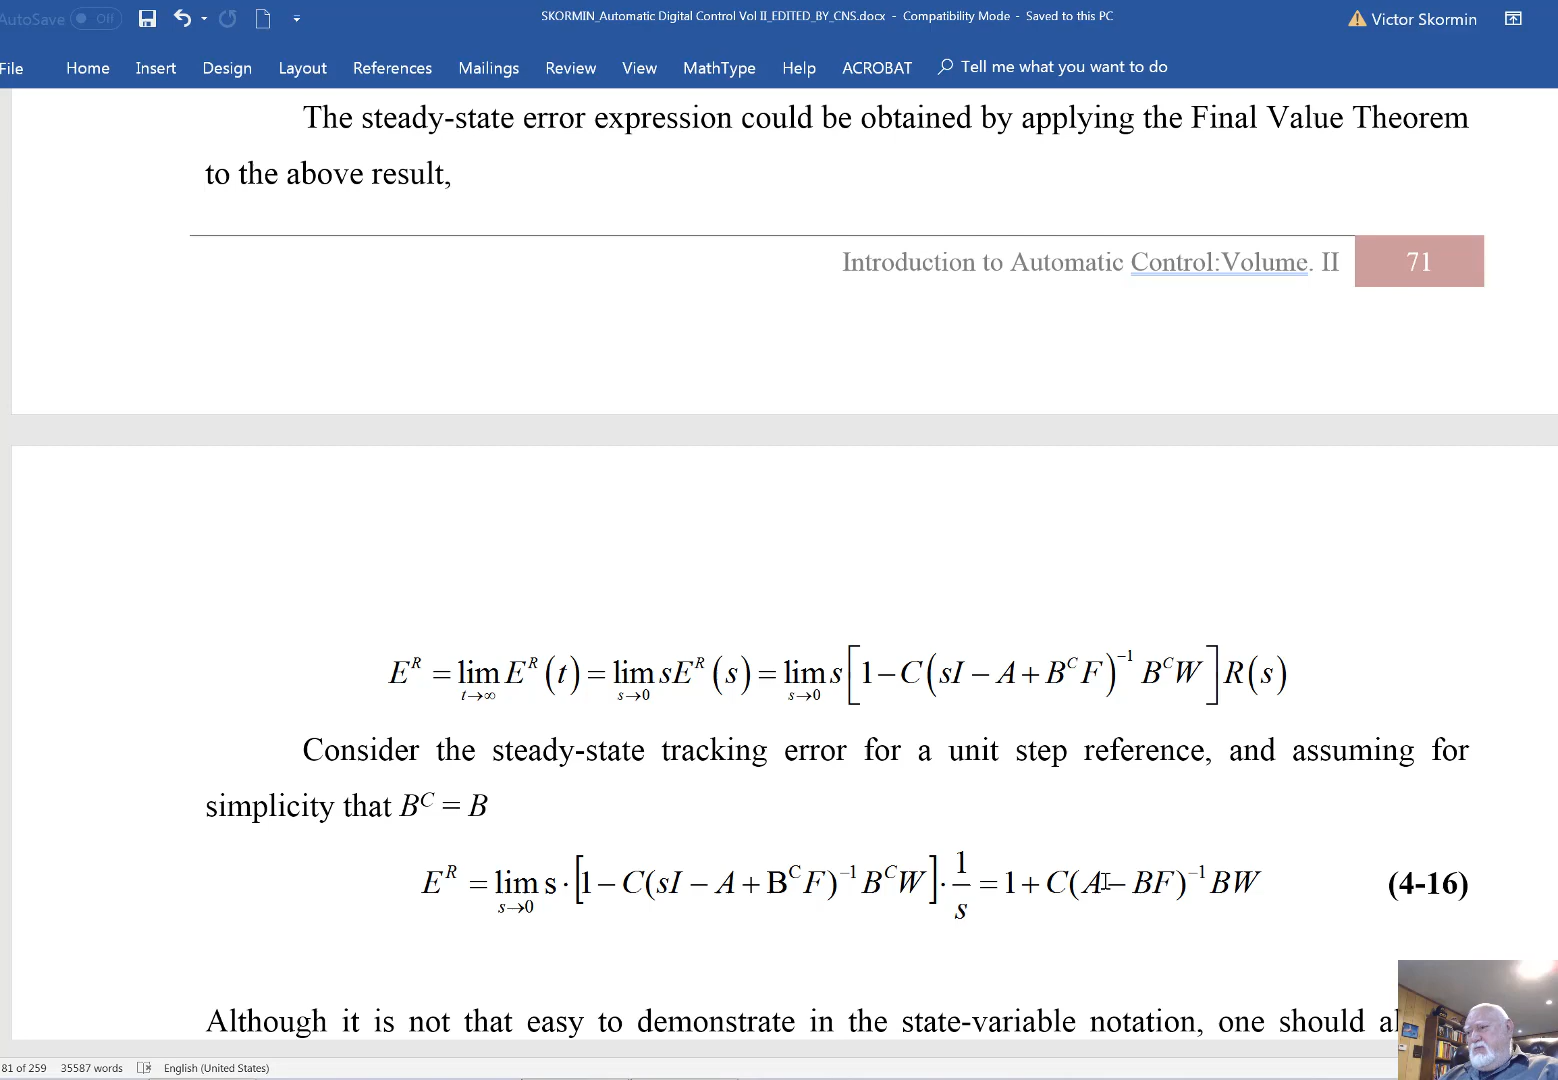 AutoSave Off SKORMIN_Automatic Digital Control Vol II_EDITED_BY_CNS.docx - Compatibility Mode - Saved to this PC Victor Skormin
File Home Insert Design Layout References Mailings Review View MathType Help ACROBAT Tell me what you want to do
The steady-state error expression could be obtained by applying the Final Value Theorem
to the above result,
Introduction to Automatic Control:Volume. II 71
E^R = lim_{t→∞} E^R(t) = lim_{s→0} sE^R(s) = lim_{s→0} s[1 − C(sI − A + B^C F)^{−1} B^C W]R(s)
Consider the steady-state tracking error for a unit step reference, and assuming for
simplicity that B^C = B
E^R = lim_{s→0} s · [1 − C(sI − A + B^C F)^{−1} B^C W] · 1/s = 1 + C(A − BF)^{−1} BW (4-16)
Although it is not that easy to demonstrate in the state-variable notation, one should
81 of 259 35587 words English (United States)